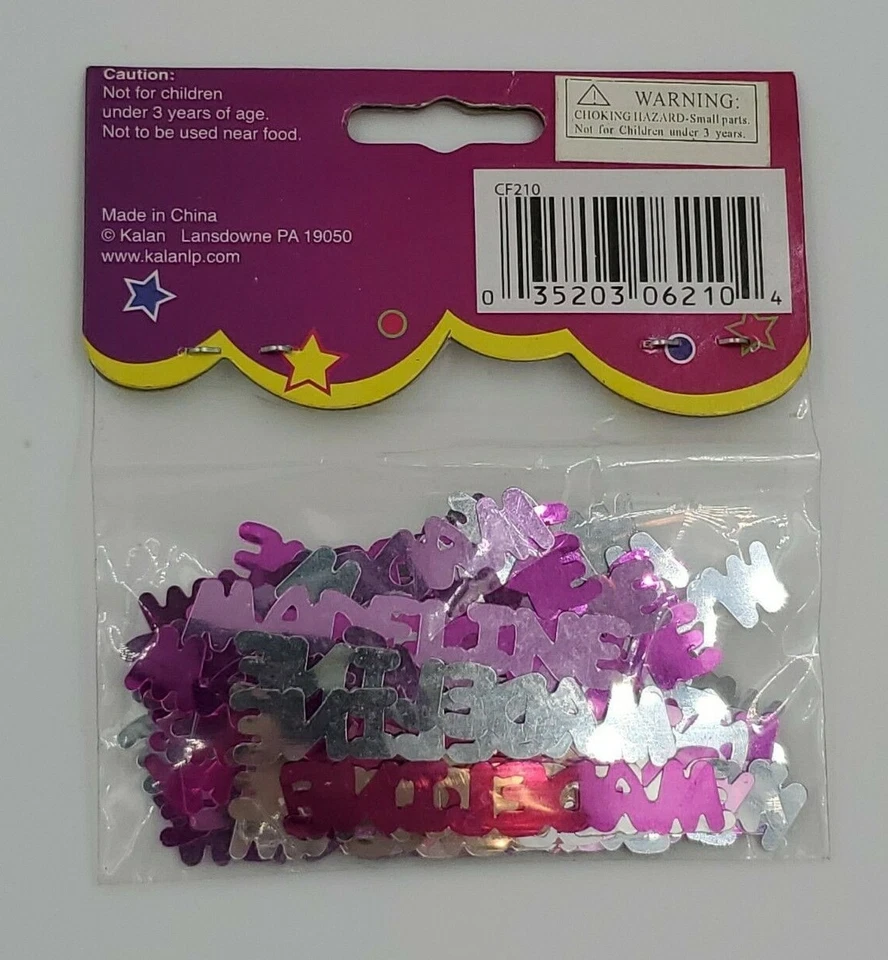 Caution:
Not for children
under 3 years of age.
Not to be used near food.
WARNING:
CHOKING HAZARD-Small parts.
Not for Children under 3 years.
CF210
0 35203 06210 4
Made in China
© Kalan Lansdowne PA 19050
www.kalanlp.com
MADELINE
MADELINE
MADELINE